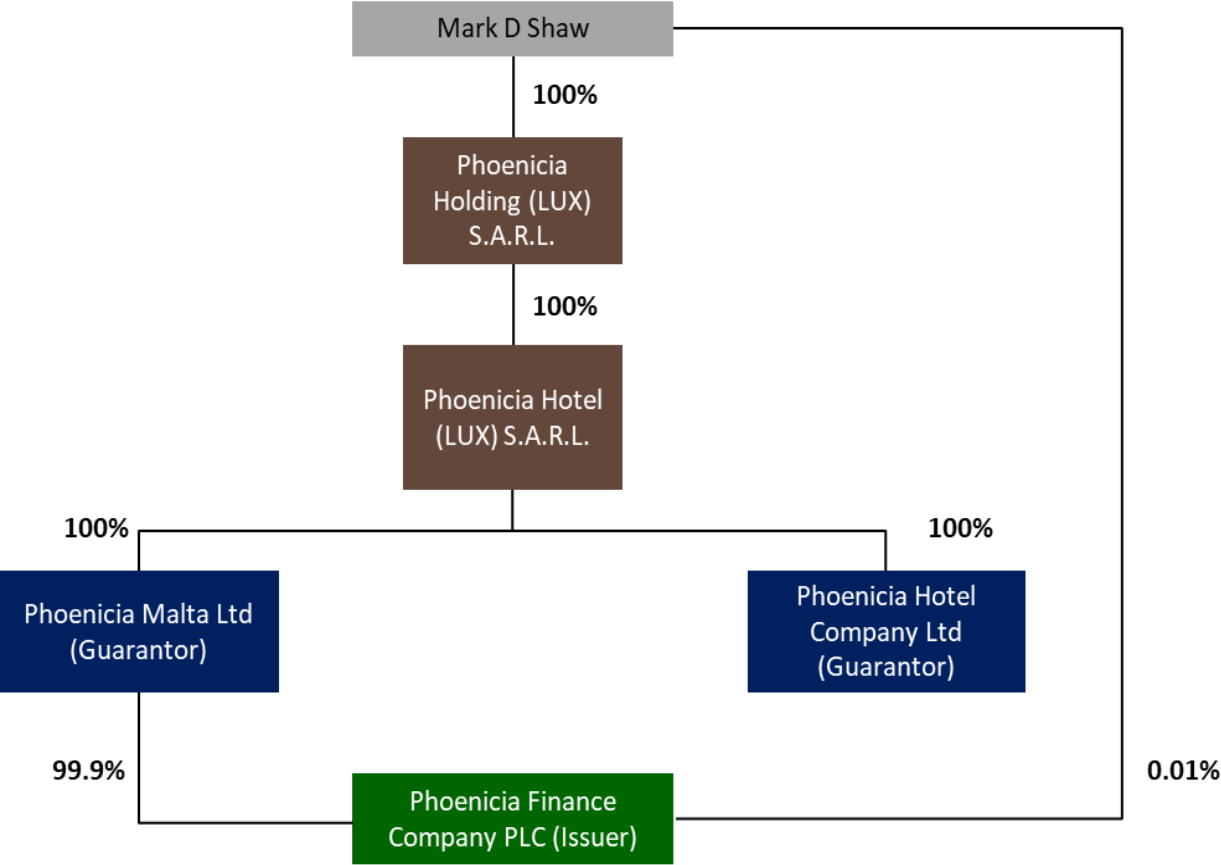 Mark D Shaw
100%
Phoenicia
Holding (LUX)
S.A.R.L.
100%
Phoenicia Hotel
(LUX) S.A.R.L.
100%
100%
Phoenicia Malta Ltd
(Guarantor)
Phoenicia Hotel
Company Ltd
(Guarantor)
99.9%
0.01%
Phoenicia Finance
Company PLC (Issuer)